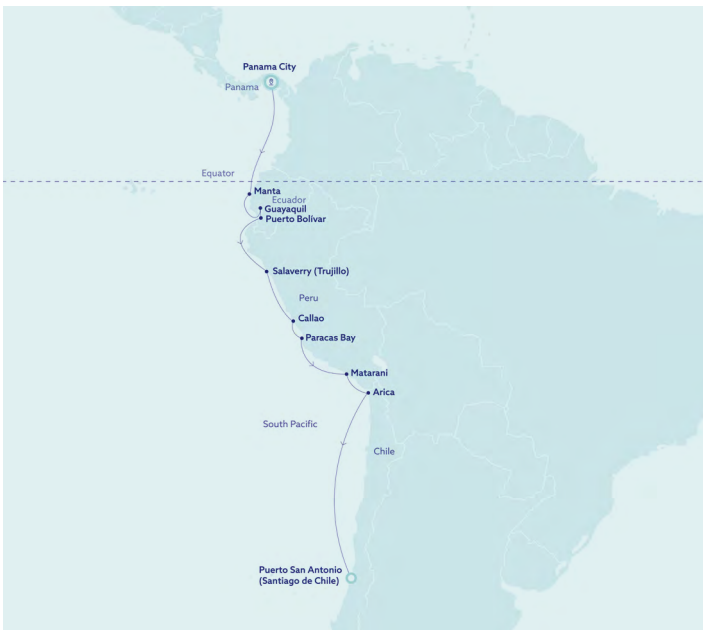 Panama City
Panama
Equator
Manta
Ecuador
Guayaquil
Puerto Bolívar
Salaverry (Trujillo)
Peru
Callao
Paracas Bay
Matarani
Arica
South Pacific
Chile
Puerto San Antonio
(Santiago de Chile)